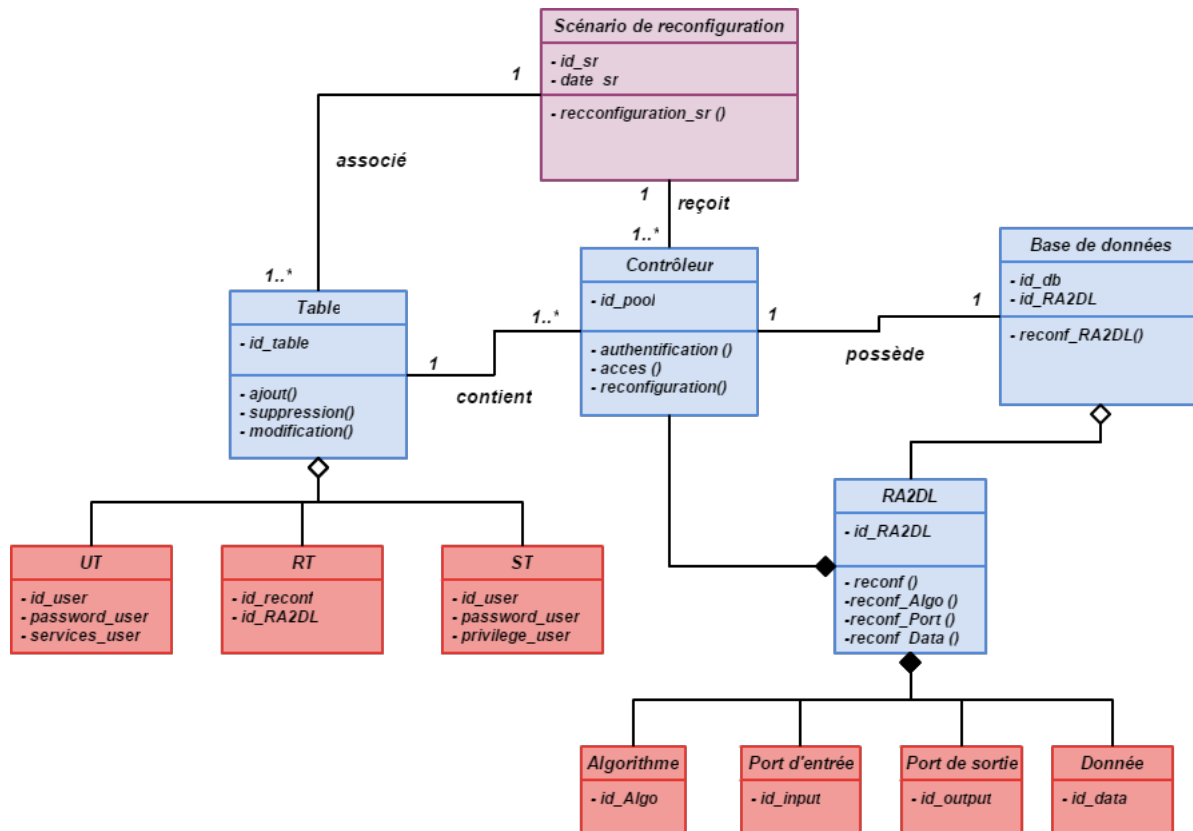 Scénario de reconfiguration
- id_sr
- date_sr
- recconfiguration_sr ()
1
associé
1
reçoit
1..*
1..*
Table
- id_table
- ajout()
- suppression()
- modification()
1
contient
1..*
Contrôleur
- id_pool
- authentification ()
- acces ()
- reconfiguration()
1
possède
1
Base de données
- id_db
- id_RA2DL
- reconf_RA2DL()
RA2DL
- id_RA2DL
- reconf ()
-reconf_Algo ()
-reconf_Port ()
-reconf_Data ()
UT
- id_user
- password_user
- services_user
RT
- id_reconf
- id_RA2DL
ST
- id_user
- password_user
- privilege_user
Algorithme
- id_Algo
Port d'entrée
- id_input
Port de sortie
- id_output
Donnée
- id_data